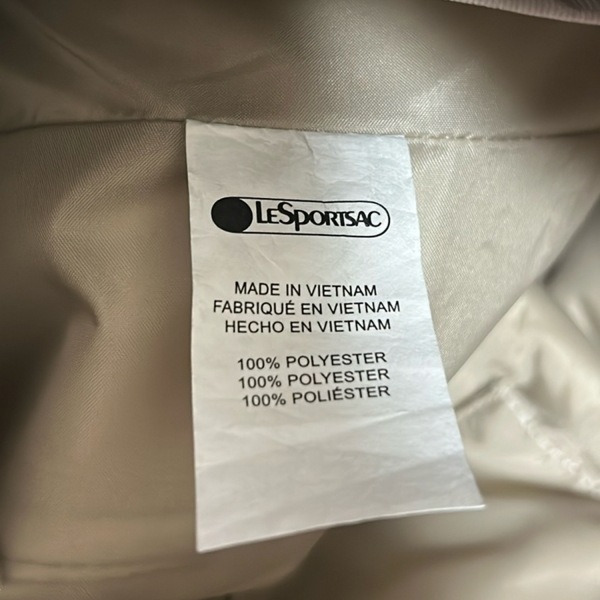 LeSportsac
MADE IN VIETNAM
FABRIQUÉ EN VIETNAM
HECHO EN VIETNAM
100% POLYESTER
100% POLYESTER
100% POLIÉSTER